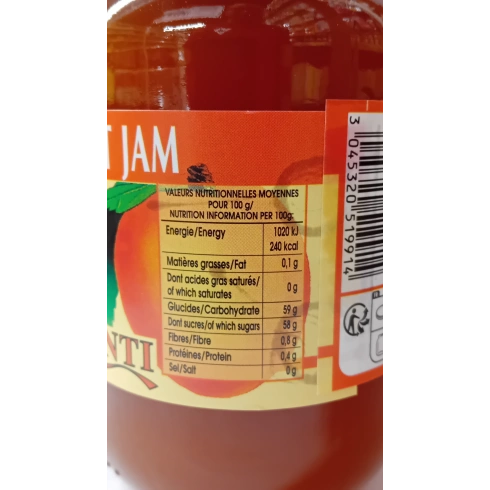 T JAM
VALEURS NUTRITIONNELLES MOYENNES
POUR 100 g/
NUTRITION INFORMATION PER 100g:
Energie/Energy 1020 kJ
240 kcal
Matières grasses/Fat 0,1 g
Dont acides gras saturés/
of which saturates 0 g
Glucides/Carbohydrate 59 g
Dont sucres/of which sugars 58 g
Fibres/Fibre 0,6 g
Protéines/Protein 0,4 g
Sel/Salt 0 g
NTI
3 045320 519914